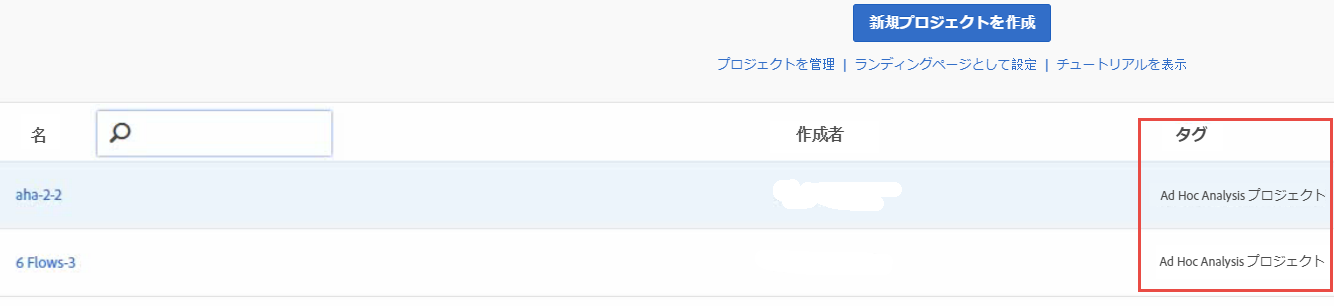 新規プロジェクトを作成
プロジェクトを管理 | ランディングページとして設定 | チュートリアルを表示
名 作成者 タグ
aha-2-2 Ad Hoc Analysis プロジェクト
6 Flows-3 Ad Hoc Analysis プロジェクト